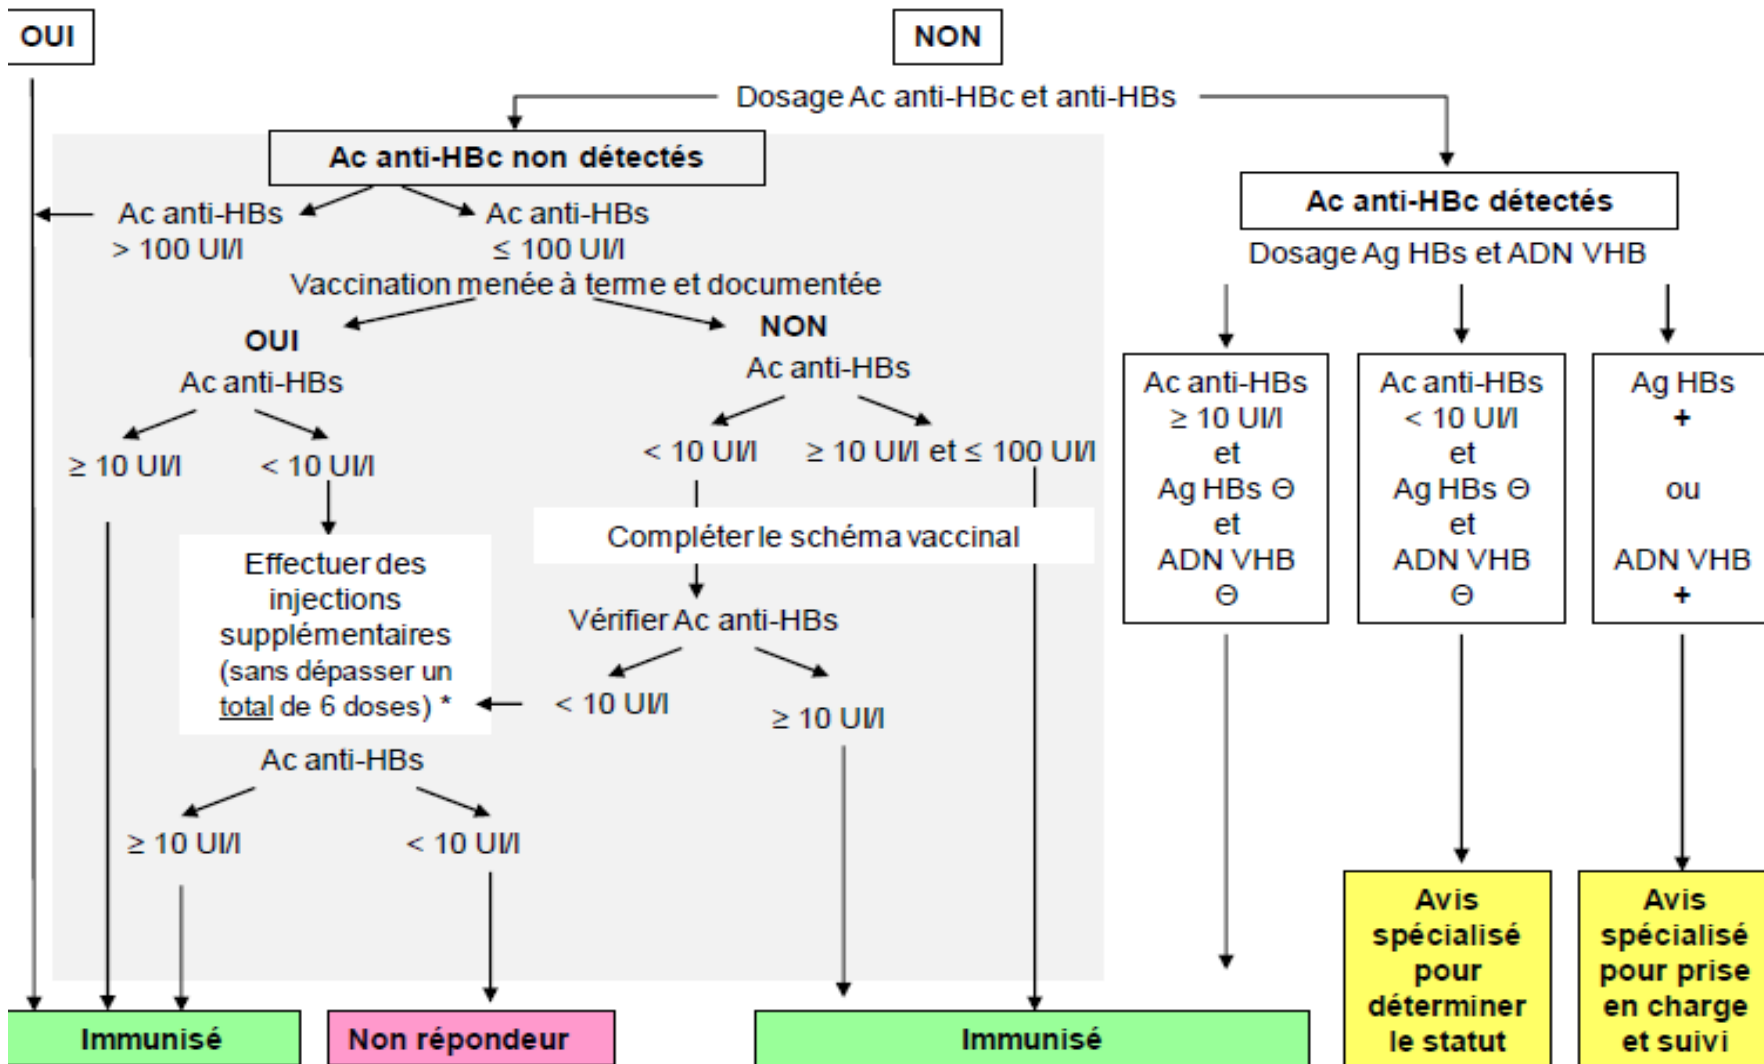 OUI
NON
Dosage Ac anti-HBc et anti-HBs
Ac anti-HBc non détectés
Ac anti-HBs
> 100 UI/l
Ac anti-HBs
≤ 100 UI/l
Vaccination menée à terme et documentée
OUI
Ac anti-HBs
≥ 10 UI/l
< 10 UI/l
NON
Ac anti-HBs
< 10 UI/l
≥ 10 UI/l et ≤ 100 UI/l
Effectuer des
injections
supplémentaires
(sans dépasser un
total de 6 doses) *
Compléter le schéma vaccinal
Vérifier Ac anti-HBs
< 10 UI/l
≥ 10 UI/l
Ac anti-HBs
≥ 10 UI/l
< 10 UI/l
Ac anti-HBc détectés
Dosage Ag HBs et ADN VHB
Ac anti-HBs
≥ 10 UI/l
et
Ag HBs Θ
et
ADN VHB
Θ
Ac anti-HBs
< 10 UI/l
et
Ag HBs Θ
et
ADN VHB
Θ
Ag HBs
+
ou
ADN VHB
+
Immunisé
Non répondeur
Immunisé
Avis
spécialisé
pour
déterminer
le statut
Avis
spécialisé
pour prise
en charge
et suivi